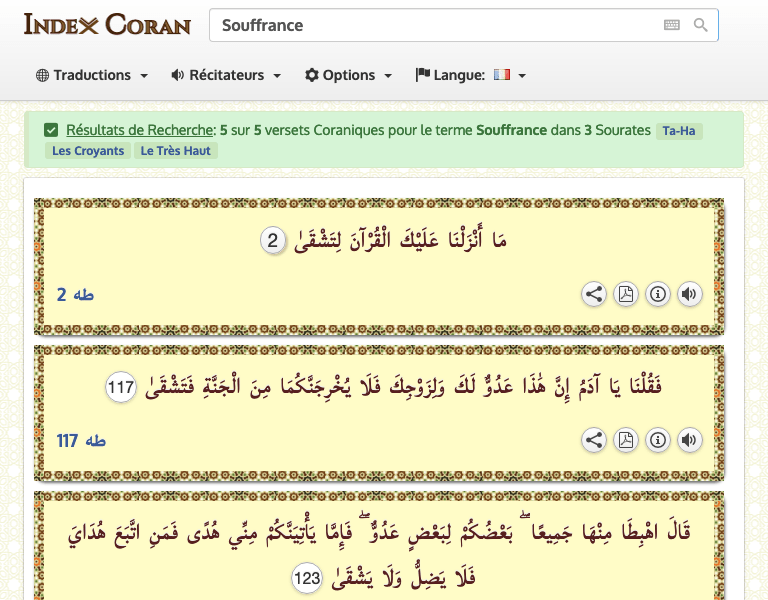 INDEX CORAN
Souffrance
Traductions Récitateurs Options Langue:
Résultats de Recherche: 5 sur 5 versets Coraniques pour le terme Souffrance dans 3 Sourates Ta-Ha
Les Croyants Le Très Haut
مَا أَنْزَلْنَا عَلَيْكَ الْقُرْآنَ لِتَشْقَىٰ 2
طه 2
فَقُلْنَا يَا آدَمُ إِنَّ هَٰذَا عَدُوٌّ لَكَ وَلِزَوْجِكَ فَلَا يُخْرِجَنَّكُمَا مِنَ الْجَنَّةِ فَتَشْقَىٰ 117
طه 117
قَالَ اهْبِطَا مِنْهَا جَمِيعًا ۖ بَعْضُكُمْ لِبَعْضٍ عَدُوٌّ ۖ فَإِمَّا يَأْتِيَنَّكُمْ مِنِّي هُدًى فَمَنِ اتَّبَعَ هُدَايَ
فَلَا يَضِلُّ وَلَا يَشْقَىٰ 123